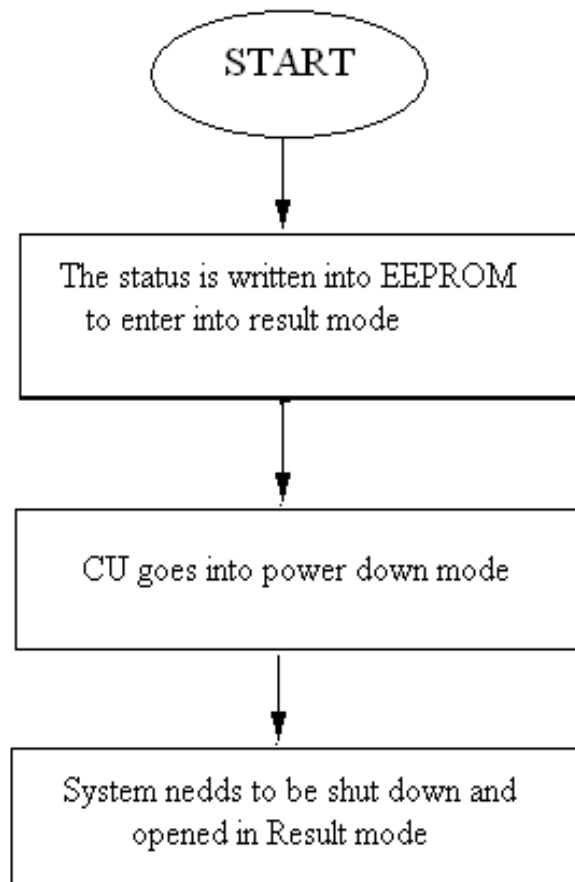 START
The status is written into EEPROM
to enter into result mode
CU goes into power down mode
System nedds to be shut down and
opened in Result mode